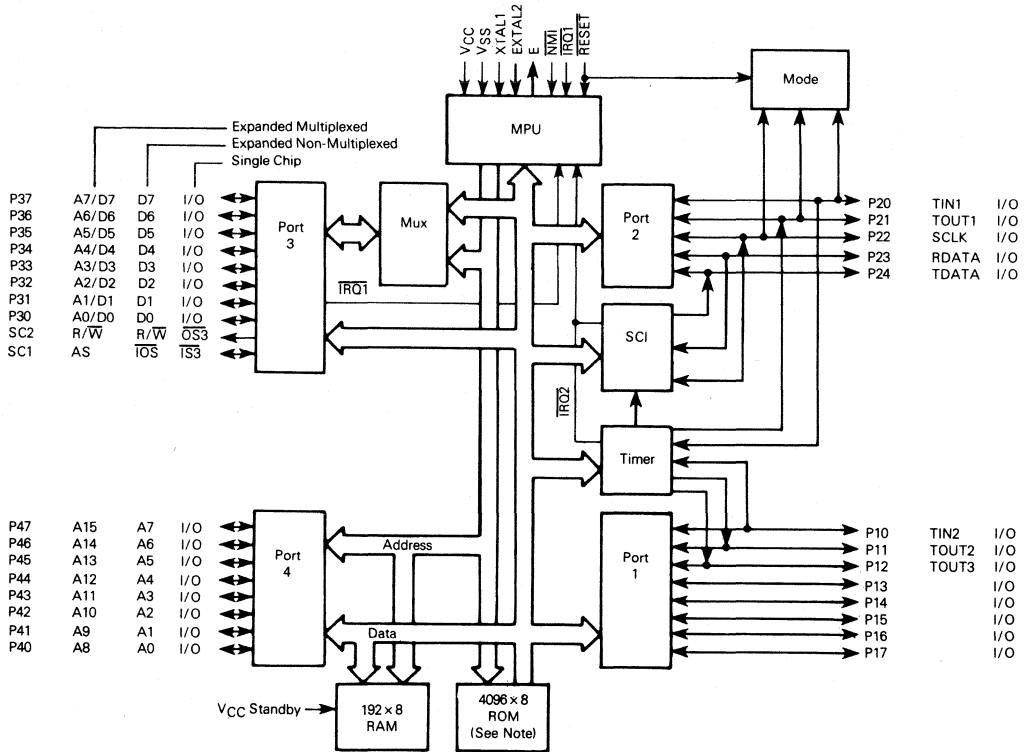 VCC
VSS
XTAL1
EXTAL2
E
NMI
IRQ1
RESET
Mode
MPU
Expanded Multiplexed
Expanded Non-Multiplexed
Single Chip
P37 A7/D7 D7 I/O
P36 A6/D6 D6 I/O
P35 A5/D5 D5 I/O
P34 A4/D4 D4 I/O
P33 A3/D3 D3 I/O
P32 A2/D2 D2 I/O
P31 A1/D1 D1 I/O
P30 A0/D0 D0 I/O
SC2 R/W R/W OS3
SC1 AS IOS IS3
Port
3
Mux
IRQ1
Port
2
P20 TIN1 I/O
P21 TOUT1 I/O
P22 SCLK I/O
P23 RDATA I/O
P24 TDATA I/O
SCI
IRQ2
Timer
P47 A15 A7 I/O
P46 A14 A6 I/O
P45 A13 A5 I/O
P44 A12 A4 I/O
P43 A11 A3 I/O
P42 A10 A2 I/O
P41 A9 A1 I/O
P40 A8 A0 I/O
Port
4
Address
Data
Port
1
P10 TIN2 I/O
P11 TOUT2 I/O
P12 TOUT3 I/O
P13 I/O
P14 I/O
P15 I/O
P16 I/O
P17 I/O
VCC Standby
192 × 8
RAM
4096 × 8
ROM
(See Note)